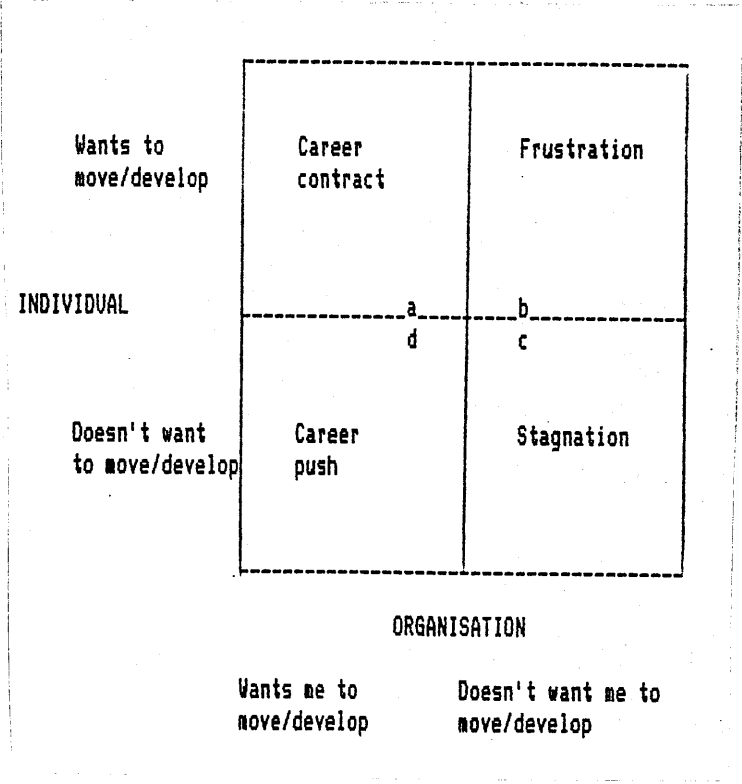 Wants to
move/develop
Career
contract
Frustration
INDIVIDUAL
a
b
d
c
Doesn't want
to move/develop
Career
push
Stagnation
ORGANISATION
Wants me to
move/develop
Doesn't want me to
move/develop